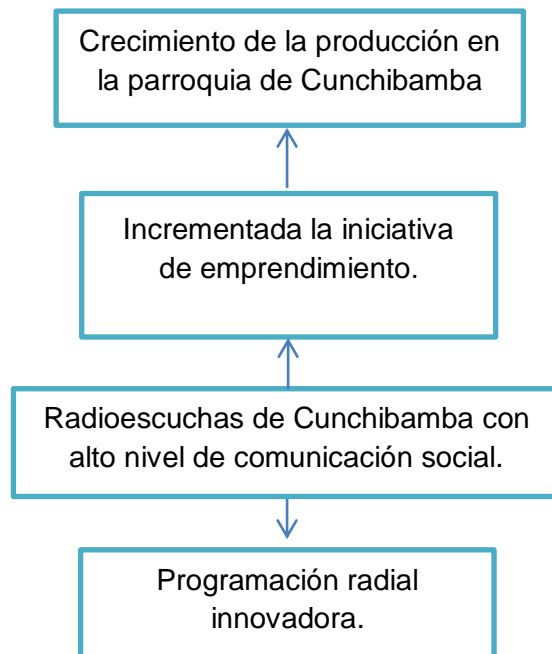 Crecimiento de la producción en
la parroquia de Cunchibamba
Incrementada la iniciativa
de emprendimiento.
Radioescuchas de Cunchibamba con
alto nivel de comunicación social.
Programación radial
innovadora.